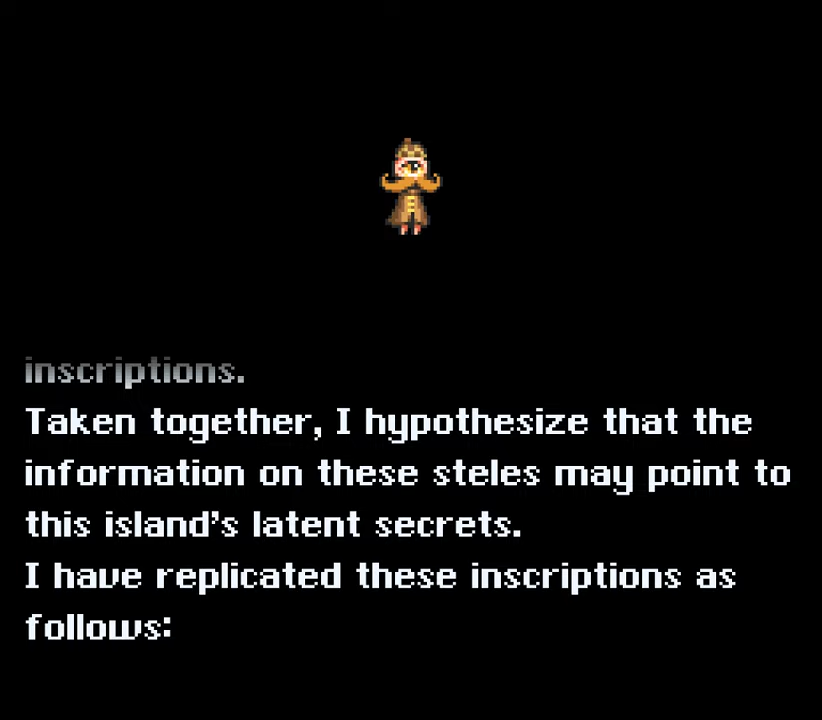 inscriptions.
Taken together, I hypothesize that the
information on these steles may point to
this island's latent secrets.
I have replicated these inscriptions as
follows: